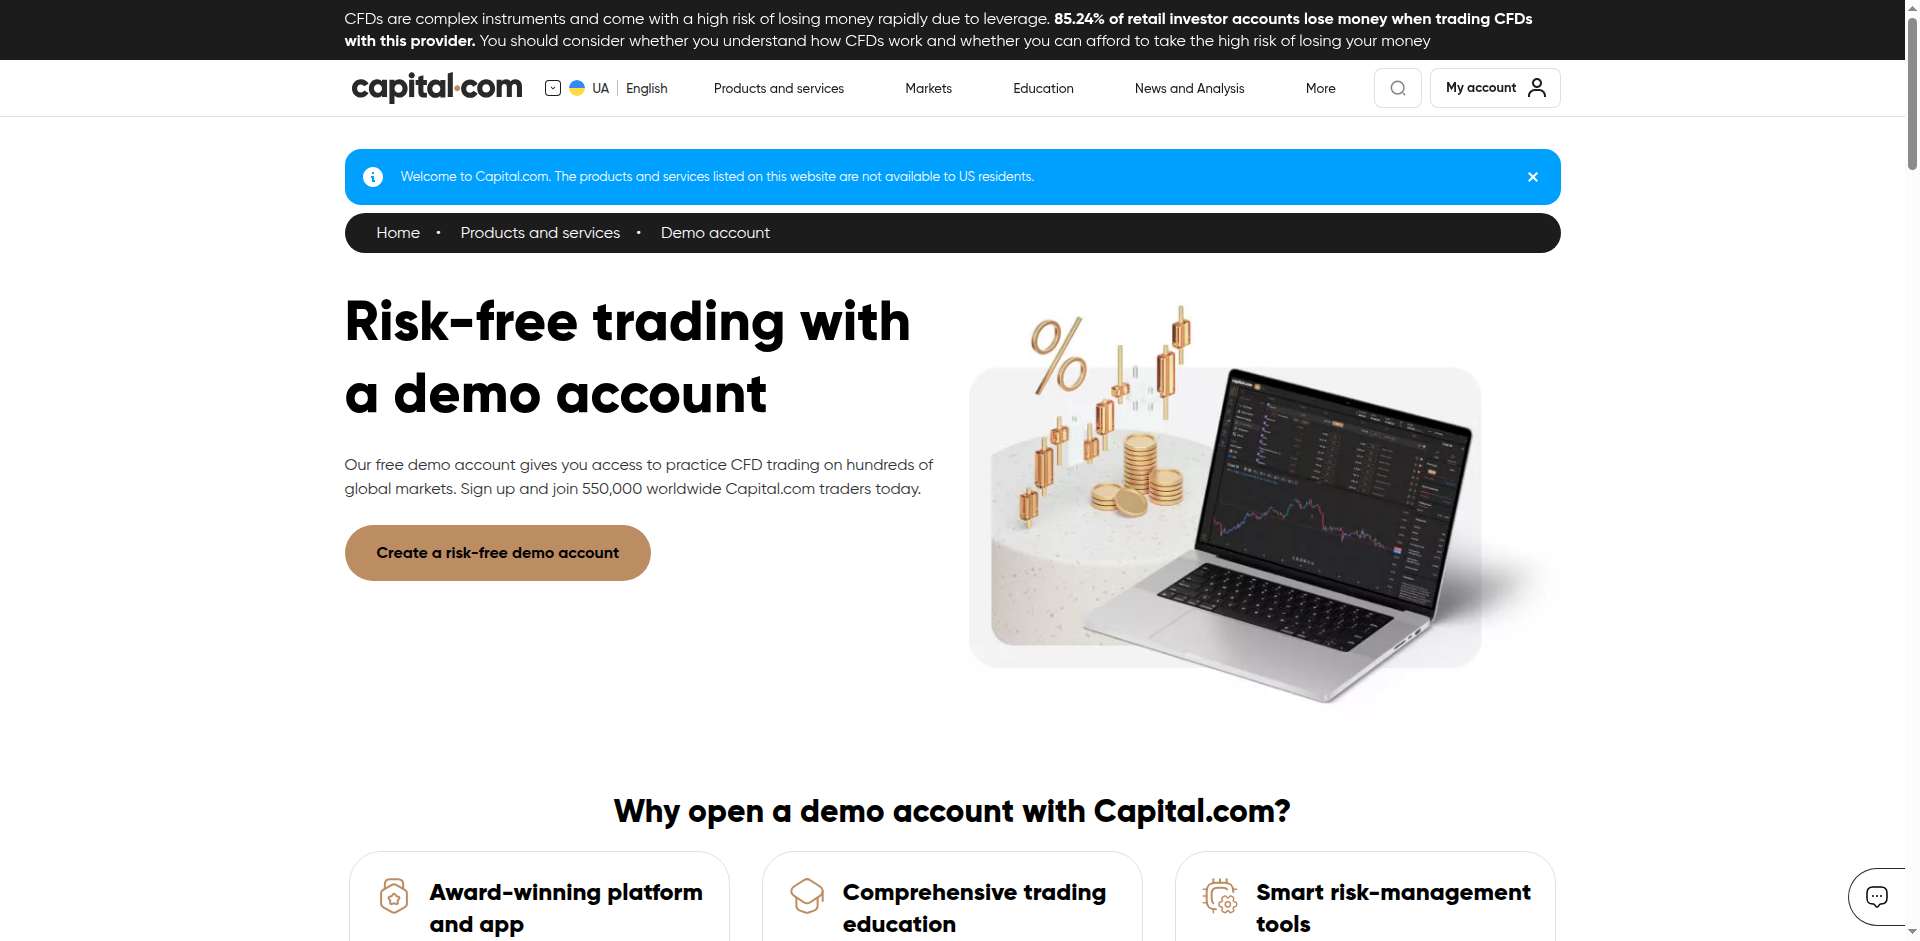 CFDs are complex instruments and come with a high risk of losing money rapidly due to leverage. 85.24% of retail investor accounts lose money when trading CFDs
with this provider. You should consider whether you understand how CFDs work and whether you can afford to take the high risk of losing your money
capital.com
UA
English
Products and services
Markets
Education
News and Analysis
More
My account
Welcome to Capital.com. The products and services listed on this website are not available to US residents.
Home • Products and services • Demo account
Risk-free trading with
a demo account
Our free demo account gives you access to practice CFD trading on hundreds of
global markets. Sign up and join 550,000 worldwide Capital.com traders today.
Create a risk-free demo account
%
Why open a demo account with Capital.com?
Award-winning platform
and app
Comprehensive trading
education
Smart risk-management
tools